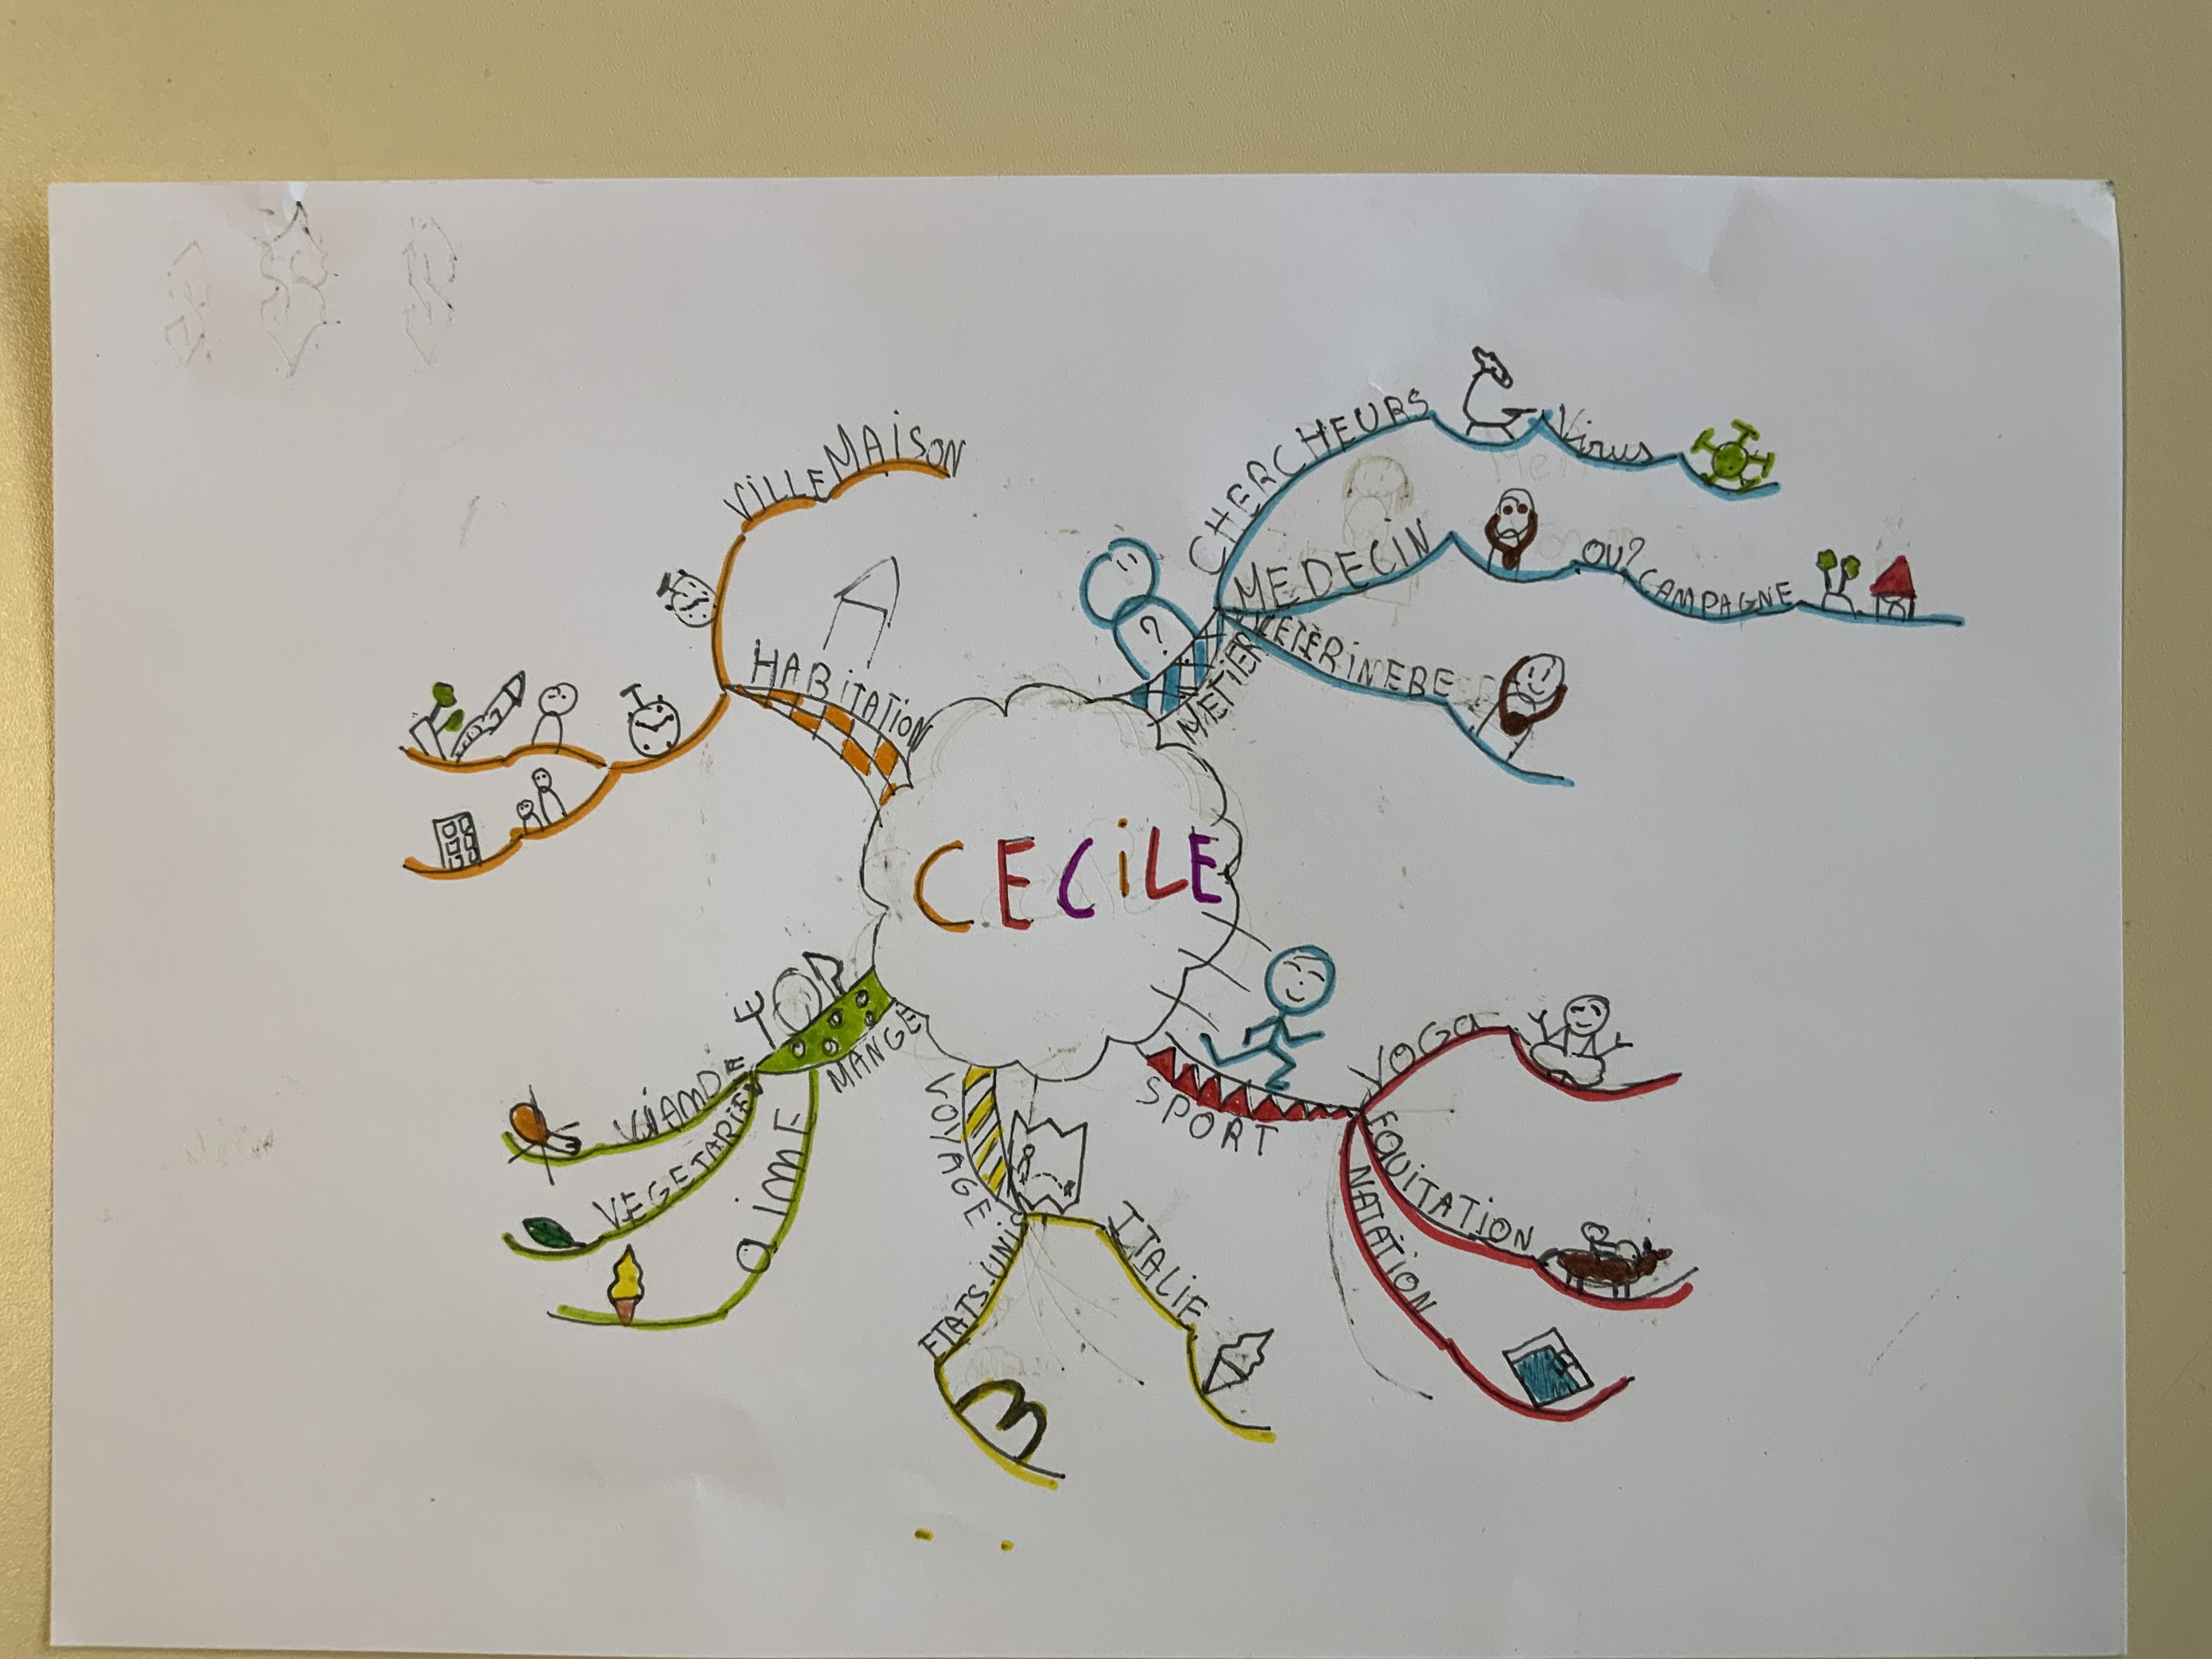 CECiLE
METiER
?
CHERCHEURS
Virus
MEDECiN
OU?
CAMPAGNE
VETERiNERE
SPORT
YOGa
EQUiTATiON
NATATiON
VOYAGE
ITALiE
ETATS-UNiS
MANGE
ViANDE
VEGETARiEN
aiME
HABiTATiON
ViLLE
MAiSON